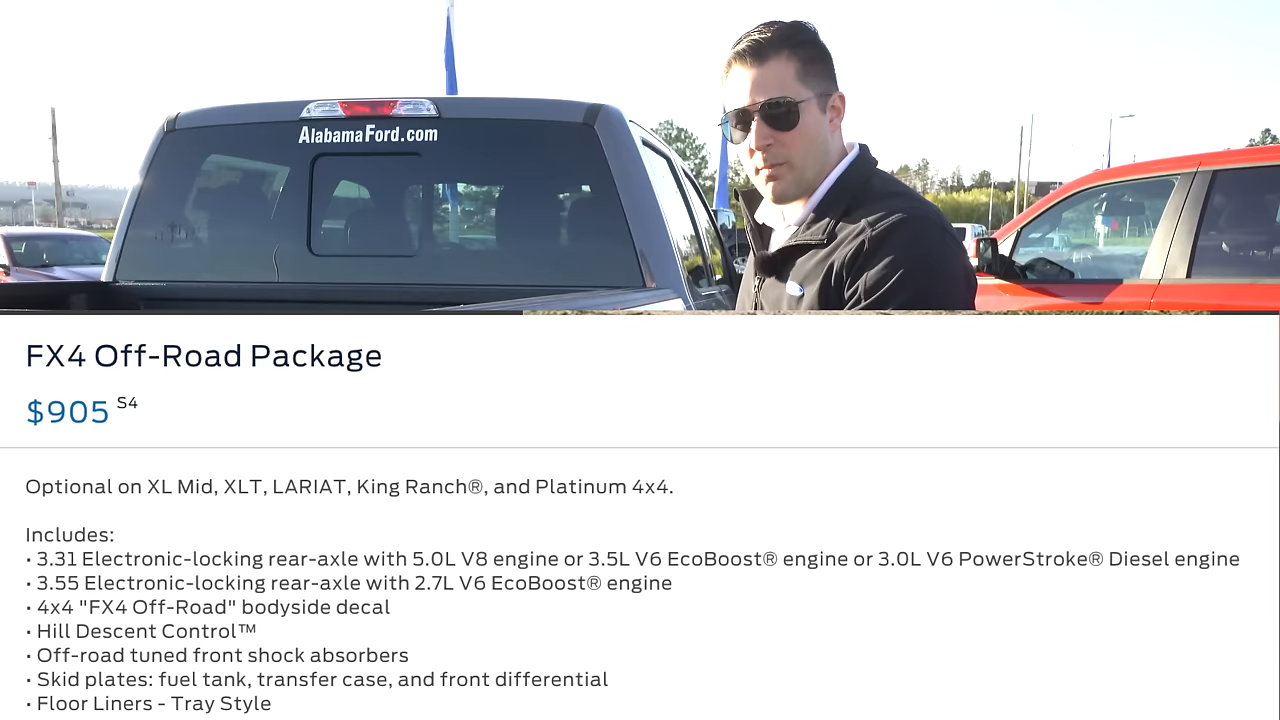 AlabamaFord.com
FX4 Off-Road Package
$905 S4
Optional on XL Mid, XLT, LARIAT, King Ranch®, and Platinum 4x4.
Includes:
• 3.31 Electronic-locking rear-axle with 5.0L V8 engine or 3.5L V6 EcoBoost® engine or 3.0L V6 PowerStroke® Diesel engine
• 3.55 Electronic-locking rear-axle with 2.7L V6 EcoBoost® engine
• 4x4 "FX4 Off-Road" bodyside decal
• Hill Descent Control™
• Off-road tuned front shock absorbers
• Skid plates: fuel tank, transfer case, and front differential
• Floor Liners - Tray Style